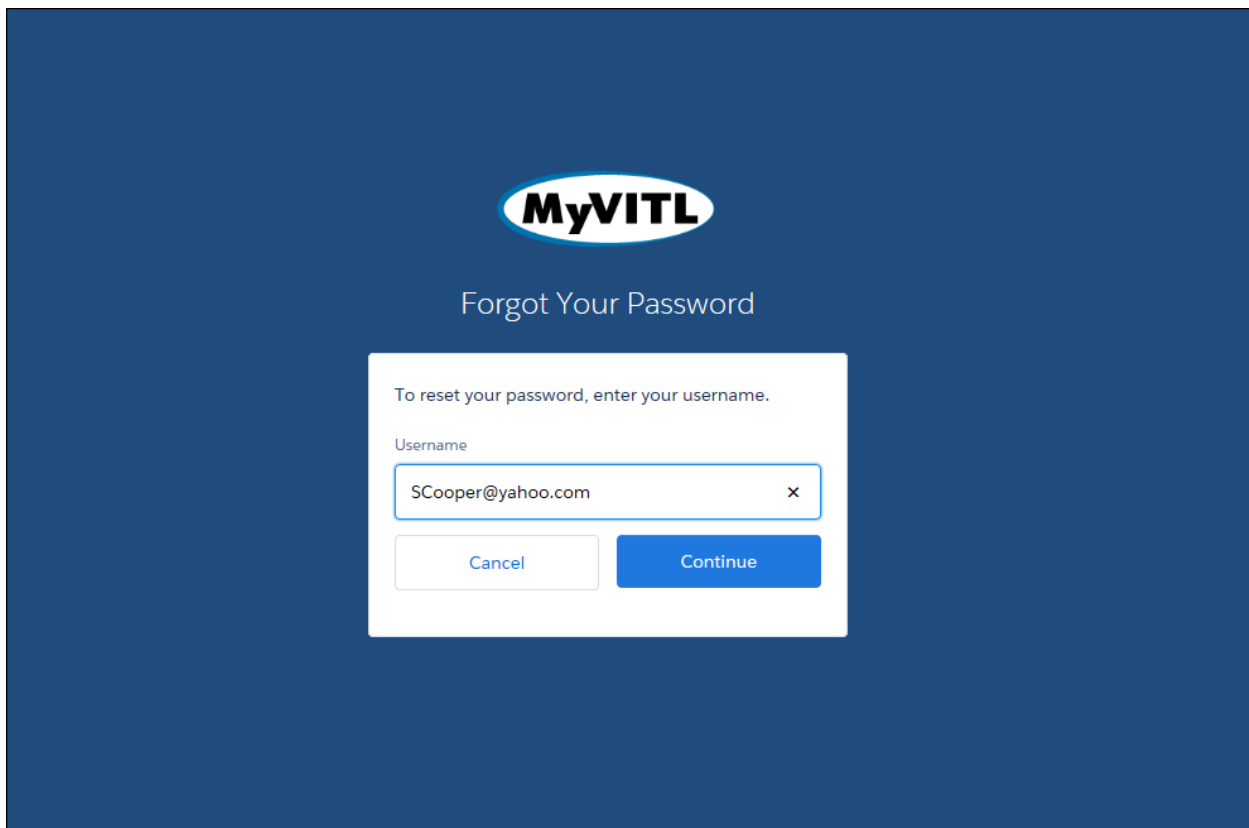 MyVITL
Forgot Your Password
To reset your password, enter your username.
Username
SCooper@yahoo.com
Cancel Continue